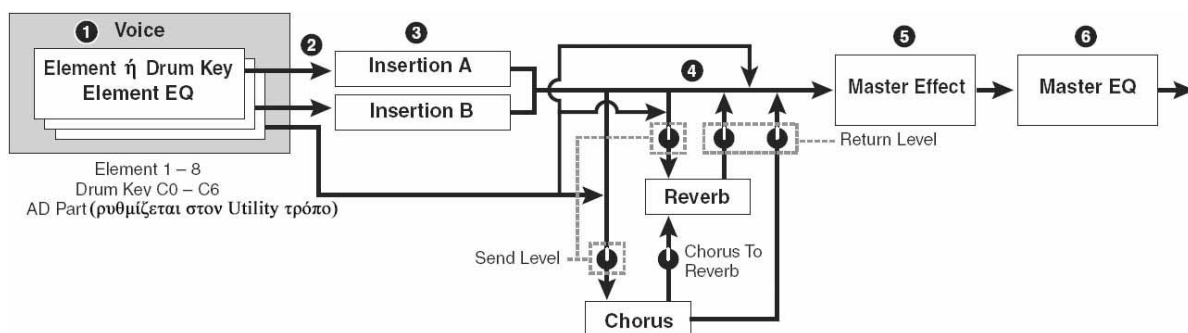 1 Voice
Element ή Drum Key
Element EQ
Element 1 – 8
Drum Key C0 – C6
AD Part (ρυθμίζεται στον Utility τρόπο)
2
3
Insertion A
Insertion B
4
Return Level
Reverb
Send Level
Chorus To
Reverb
Chorus
5
Master Effect
6
Master EQ